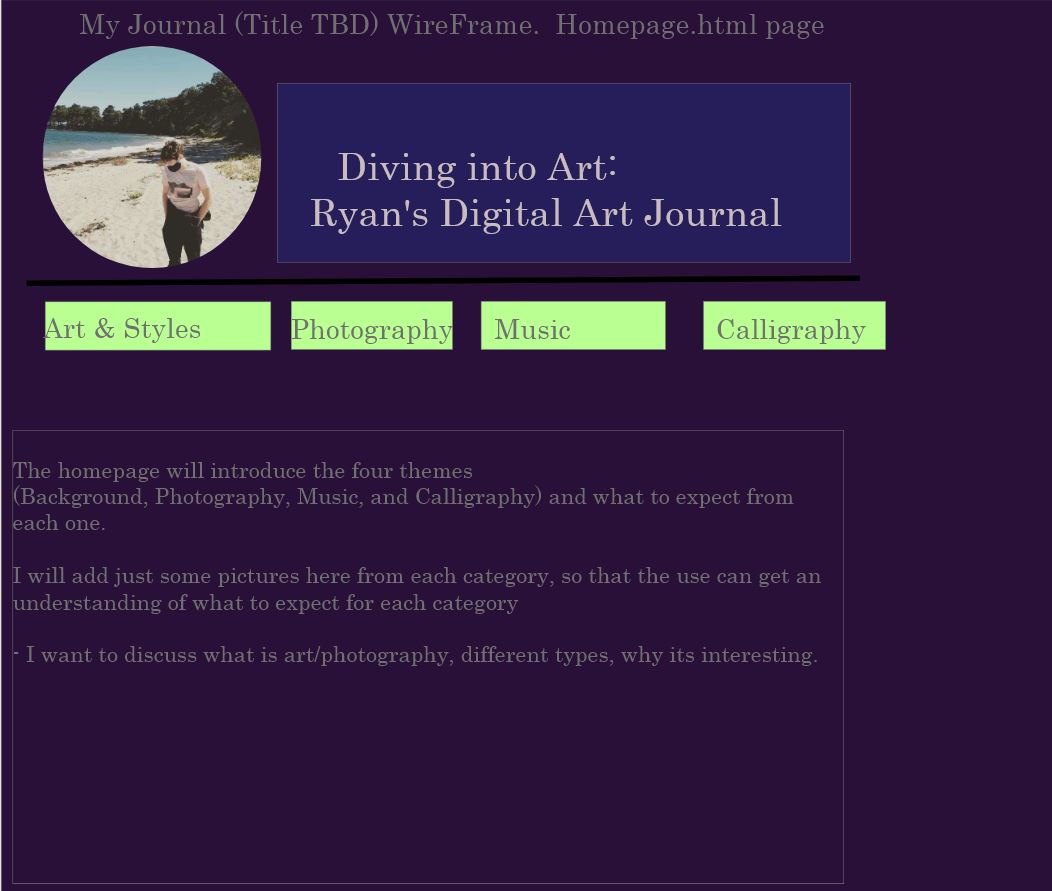 My Journal (Title TBD) WireFrame.  Homepage.html page
Diving into Art:
Ryan's Digital Art Journal
Art & Styles
Photography
Music
Calligraphy
The homepage will introduce the four themes
(Background, Photography, Music, and Calligraphy) and what to expect from
each one.
I will add just some pictures here from each category, so that the use can get an
understanding of what to expect for each category
- I want to discuss what is art/photography, different types, why its interesting.